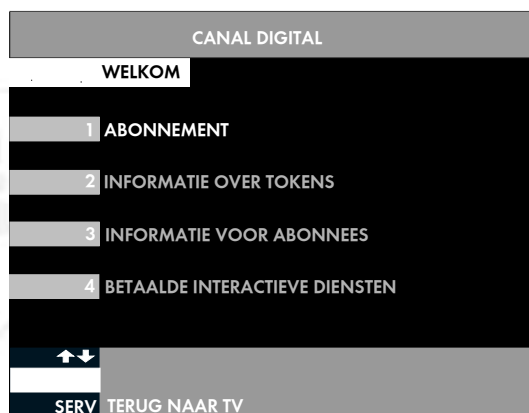 CANAL DIGITAL
WELKOM
1 ABONNEMENT
2 INFORMATIE OVER TOKENS
3 INFORMATIE VOOR ABONNEES
4 BETAALDE INTERACTIEVE DIENSTEN
SERV TERUG NAAR TV